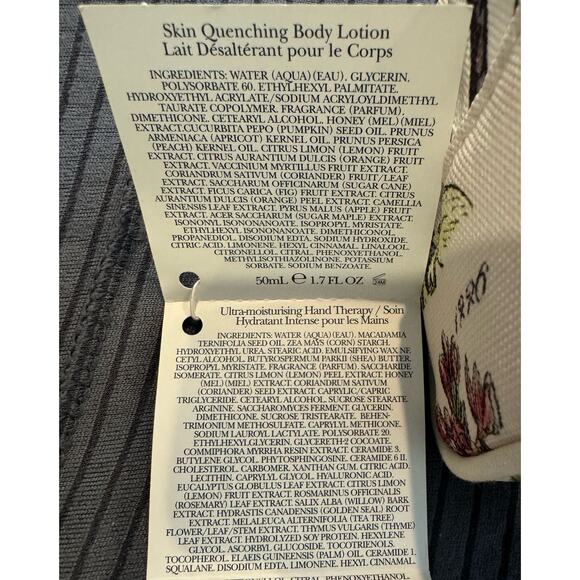 Skin Quenching Body Lotion
Lait Désaltérant pour le Corps
INGREDIENTS: WATER (AQUA)(EAU), GLYCERIN,
POLYSORBATE 60, ETHYLHEXYL PALMITATE,
HYDROXYETHYL ACRYLATE/SODIUM ACRYLOYLDIMETHYL
TAURATE COPOLYMER, FRAGRANCE (PARFUM),
DIMETHICONE, CETEARYL ALCOHOL, HONEY (MEL)(MIEL)
EXTRACT,CUCURBITA PEPO (PUMPKIN) SEED OIL, PRUNUS
ARMENIACA (APRICOT) KERNEL OIL, PRUNUS PERSICA
(PEACH) KERNEL OIL, CITRUS LIMON (LEMON) FRUIT
EXTRACT, CITRUS AURANTIUM DULCIS (ORANGE) FRUIT
EXTRACT, VACCINIUM MYRTILLUS FRUIT EXTRACT,
CORIANDRUM SATIVUM (CORIANDER) FRUIT/LEAF
EXTRACT, SACCHARUM OFFICINARUM (SUGAR CANE)
EXTRACT, FICUS CARICA (FIG) FRUIT EXTRACT, CITRUS
AURANTIUM DULCIS (ORANGE) PEEL EXTRACT, CAMELLIA
SINENSIS LEAF EXTRACT, PYRUS MALUS (APPLE) FRUIT
EXTRACT, ACER SACCHARUM (SUGAR MAPLE) EXTRACT,
ISONONYL ISONONANOATE, ISOPROPYL MYRISTATE,
ETHYLHEXYL ISONONANOATE, DIMETHICONOL,
PROPANEDIOL, DISODIUM EDTA, SODIUM HYDROXIDE,
CITRIC ACID, LIMONENE, HEXYL CINNAMAL, LINALOOL,
CITRONELLOL, CITRAL, PHENOXYETHANOL,
METHYLISOTHIAZOLINONE, POTASSIUM
SORBATE, SODIUM BENZOATE.
50mL ℮ 1.7 FL OZ 24M
Ultra-moisturising Hand Therapy / Soin
Hydratant Intense pour les Mains
INGREDIENTS: WATER (AQUA)(EAU), MACADAMIA
TERNIFOLIA SEED OIL, ZEA MAYS (CORN) STARCH,
HYDROXYETHYL UREA, STEARIC ACID, EMULSIFYING WAX NF,
CETYL ALCOHOL, BUTYROSPERMUM PARKII (SHEA) BUTTER,
ISOPROPYL MYRISTATE, FRAGRANCE (PARFUM), SACCHARIDE
ISOMERATE, CITRUS LIMON (LEMON) PEEL EXTRACT, HONEY
(MEL) (MIEL) EXTRACT, CORIANDRUM SATIVUM
(CORIANDER) SEED EXTRACT, CAPRYLIC/CAPRIC
TRIGLYCERIDE, CETEARYL ALCOHOL, SUCROSE STEARATE,
ARGININE, SACCHAROMYCES FERMENT, GLYCERIN,
DIMETHICONE, SUCROSE TRISTEARATE, BEHEN-
TRIMONIUM METHOSULFATE, CAPRYLYL METHICONE,
SODIUM LAUROYL LACTYLATE, POLYSORBATE 20,
ETHYLHEXYLGLYCERIN, GLYCERETH-2 COCOATE,
COMMIPHORA MYRRHA RESIN EXTRACT, CERAMIDE 3,
BUTYLENE GLYCOL, PHYTOSPHINGOSINE, CERAMIDE 6 II,
CHOLESTEROL, CARBOMER, XANTHAN GUM, CITRIC ACID,
LECITHIN, CAPRYLYL GLYCOL, HYALURONIC ACID,
EUCALYPTUS GLOBULUS LEAF EXTRACT, CITRUS LIMON
(LEMON) FRUIT EXTRACT, ROSMARINUS OFFICINALIS
(ROSEMARY) LEAF EXTRACT, SALIX ALBA (WILLOW) BARK
EXTRACT, HYDRASTIS CANADENSIS (GOLDEN SEAL) ROOT
EXTRACT, MELALEUCA ALTERNIFOLIA (TEA TREE)
FLOWER/LEAF/STEM EXTRACT, THYMUS VULGARIS (THYME)
LEAF EXTRACT, HYDROLYZED SOY PROTEIN, HEXYLENE
GLYCOL, ASCORBYL GLUCOSIDE, TOCOTRIENOLS,
TOCOPHEROL, ELAEIS GUINEENSIS (PALM) OIL, CERAMIDE 1,
SQUALANE, DISODIUM EDTA, LIMONENE, HEXYL CINNAMAL,
CITRAL, PHENOXYETHANOL,